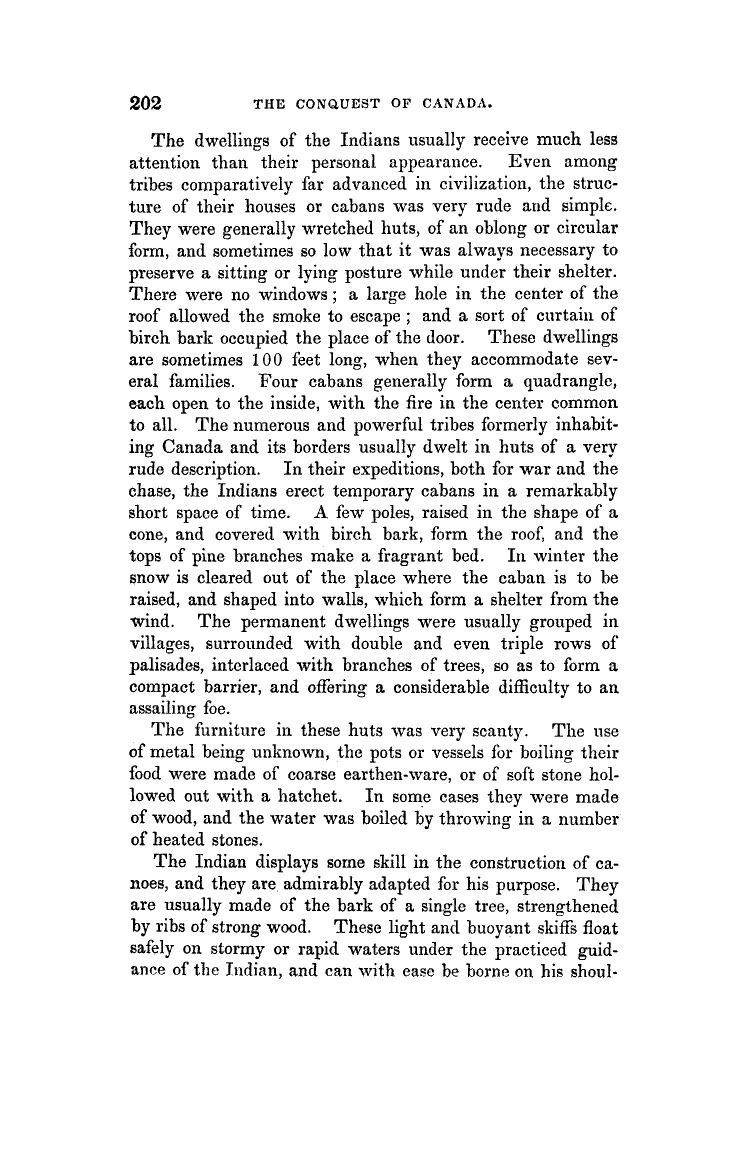 202 THE CONQUEST OF CANADA.
The dwellings of the Indians usually receive much less
attention than their personal appearance. Even among
tribes comparatively far advanced in civilization, the struc-
ture of their houses or cabans was very rude and simple.
They were generally wretched huts, of an oblong or circular
form, and sometimes so low that it was always necessary to
preserve a sitting or lying posture while under their shelter.
There were no windows; a large hole in the center of the
roof allowed the smoke to escape; and a sort of curtain of
birch bark occupied the place of the door. These dwellings
are sometimes 100 feet long, when they accommodate sev-
eral families. Four cabans generally form a quadrangle,
each open to the inside, with the fire in the center common
to all. The numerous and powerful tribes formerly inhabit-
ing Canada and its borders usually dwelt in huts of a very
rude description. In their expeditions, both for war and the
chase, the Indians erect temporary cabans in a remarkably
short space of time. A few poles, raised in the shape of a
cone, and covered with birch bark, form the roof, and the
tops of pine branches make a fragrant bed. In winter the
snow is cleared out of the place where the caban is to be
raised, and shaped into walls, which form a shelter from the
wind. The permanent dwellings were usually grouped in
villages, surrounded with double and even triple rows of
palisades, interlaced with branches of trees, so as to form a
compact barrier, and offering a considerable difficulty to an
assailing foe.
The furniture in these huts was very scanty. The use
of metal being unknown, the pots or vessels for boiling their
food were made of coarse earthen-ware, or of soft stone hol-
lowed out with a hatchet. In some cases they were made
of wood, and the water was boiled by throwing in a number
of heated stones.
The Indian displays some skill in the construction of ca-
noes, and they are admirably adapted for his purpose. They
are usually made of the bark of a single tree, strengthened
by ribs of strong wood. These light and buoyant skiffs float
safely on stormy or rapid waters under the practiced guid-
ance of the Indian, and can with ease be borne on his shoul-